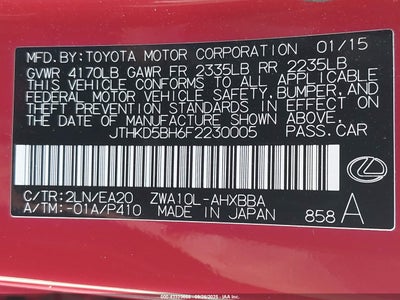 MFD.BY:TOYOTA MOTOR CORPORATION 01/15
GVWR 4170LB GAWR FR 2335LB RR 2235LB
THIS VEHICLE CONFORMS TO ALL APPLICABLE
FEDERAL MOTOR VEHICLE SAFETY,BUMPER,AND
THEFT PREVENTION STANDARDS IN EFFECT ON
THE DATE OF MANUFACTURE SHOWN ABOVE.
JTHKD5BH6F2230005 PASS.CAR
C/TR:2LN/EA20 ZWA10L-AHXBBA
A/TM:-01A/P410 MADE IN JAPAN 858 A